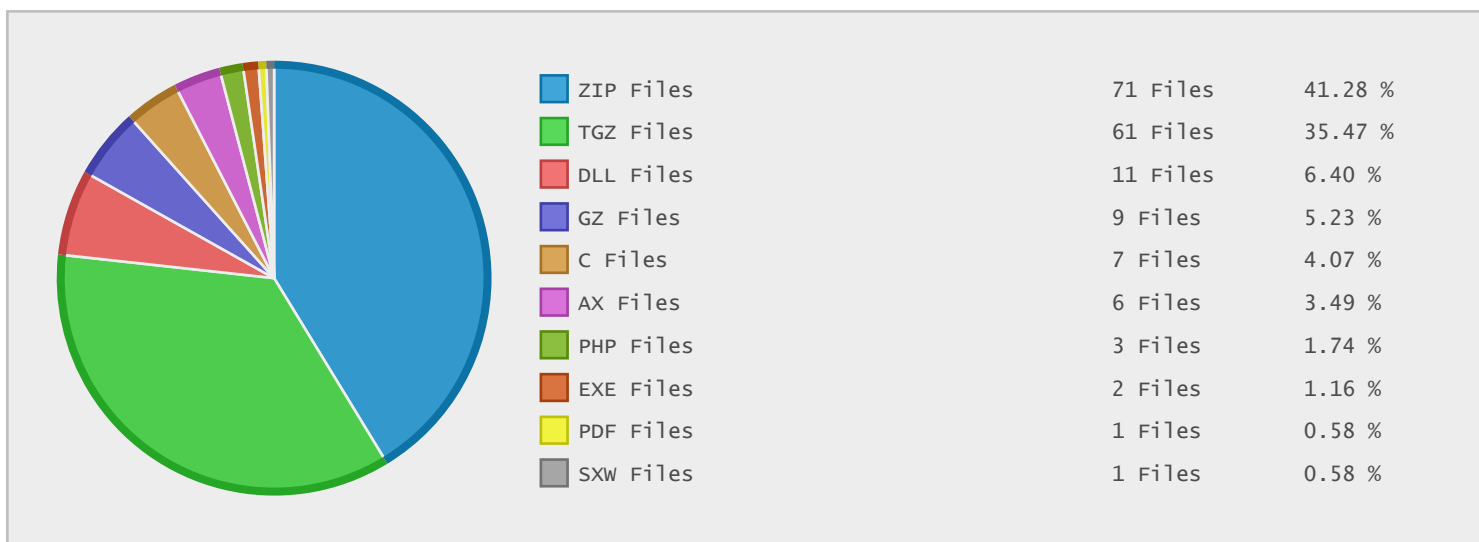 ZIP Files 71 Files 41.28 %
TGZ Files 61 Files 35.47 %
DLL Files 11 Files 6.40 %
GZ Files 9 Files 5.23 %
C Files 7 Files 4.07 %
AX Files 6 Files 3.49 %
PHP Files 3 Files 1.74 %
EXE Files 2 Files 1.16 %
PDF Files 1 Files 0.58 %
SXW Files 1 Files 0.58 %